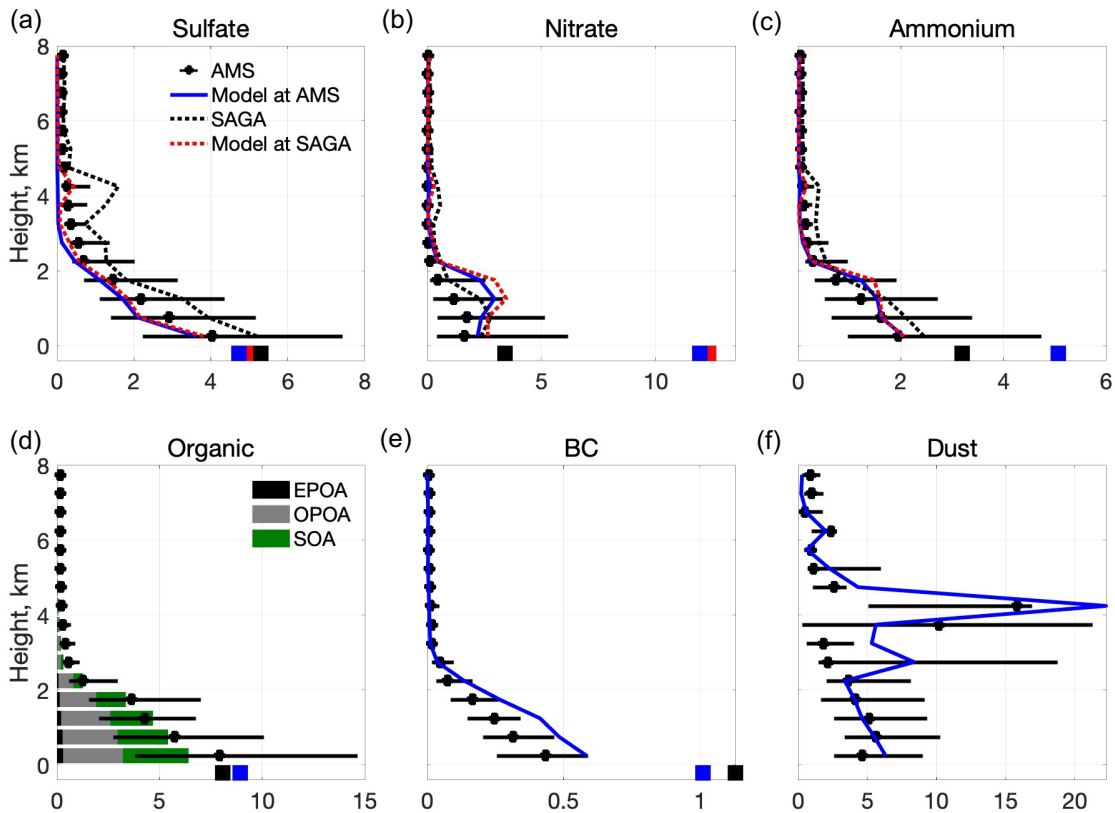 (a) Sulfate
(b) Nitrate
(c) Ammonium
AMS
Model at AMS
SAGA
Model at SAGA
Height, km
8
6
4
2
0
0 2 4 6 8
0 5 10
0 2 4 6
(d) Organic
(e) BC
(f) Dust
EPOA
OPOA
SOA
Height, km
8
6
4
2
0
0 5 10 15
0 0.5 1
0 5 10 15 20